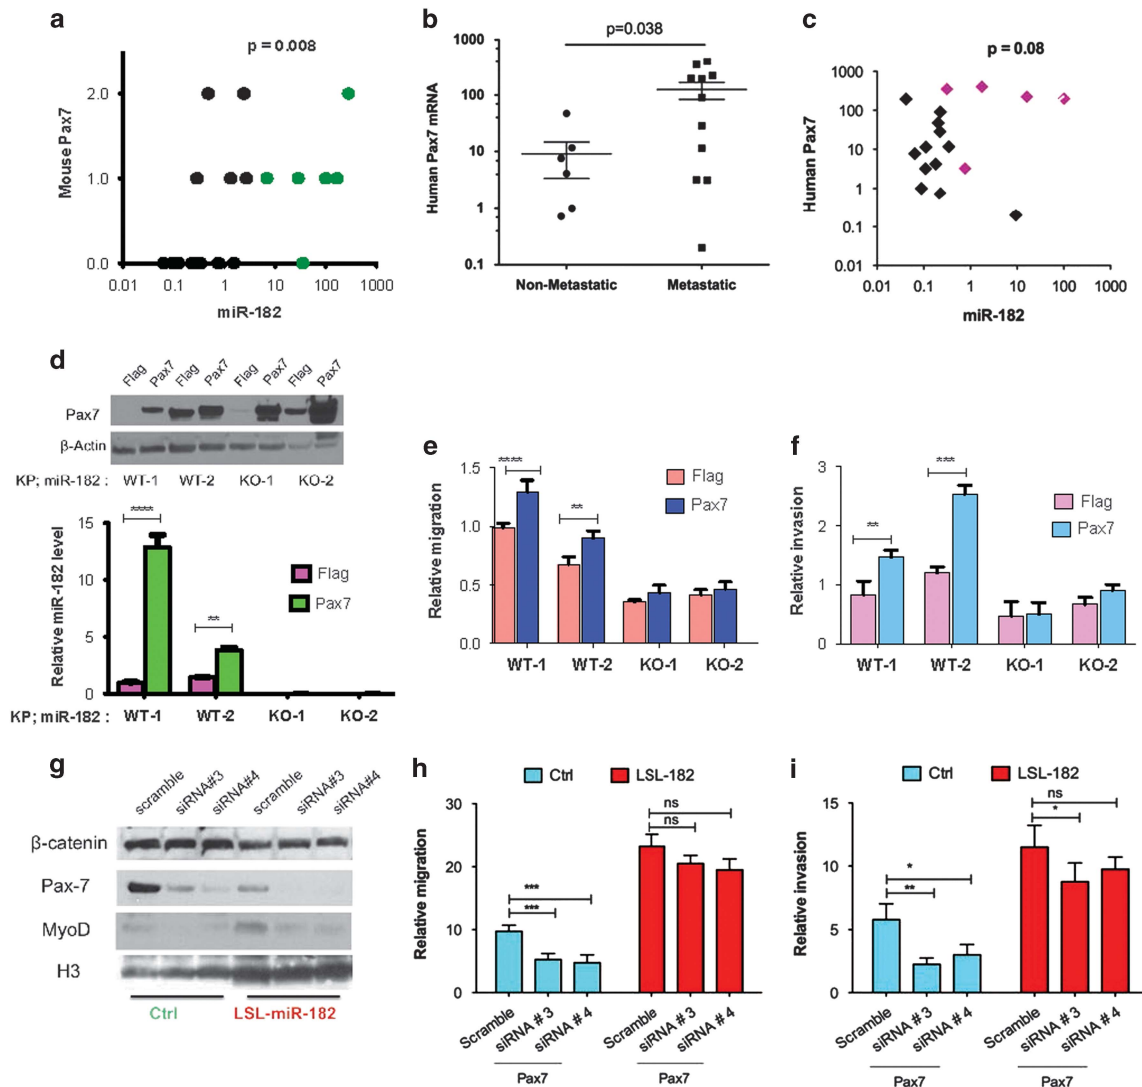 a
p = 0.008
Mouse Pax7
2.0
1.0
0.0
0.01 0.1 1 10 100 1000
miR-182
b
p=0.038
Human Pax7 mRNA
1000
100
10
1
0.1
Non-Metastatic Metastatic
c
p = 0.08
Human Pax7
1000
100
10
1
0.1
0.01
0.01 0.1 1 10 100 1000
miR-182
d
Flag Pax7 Flag Pax7 Flag Pax7 Flag Pax7
Pax7
β-Actin
KP; miR-182 : WT-1 WT-2 KO-1 KO-2
Relative miR-182 level
15
10
5
0
****
**
Flag
Pax7
KP; miR-182 : WT-1 WT-2 KO-1 KO-2
e
Relative migration
1.5
1.0
0.5
0.0
****
**
Flag
Pax7
WT-1 WT-2 KO-1 KO-2
f
Relative invasion
3
2
1
0
**
***
Flag
Pax7
WT-1 WT-2 KO-1 KO-2
g
scramble siRNA#3 siRNA#4 scramble siRNA#3 siRNA#4
β-catenin
Pax-7
MyoD
H3
Ctrl LSL-miR-182
h
Ctrl LSL-182
Relative migration
30
20
10
0
***
***
ns
ns
Scramble siRNA # 3 siRNA # 4 Scramble siRNA # 3 siRNA # 4
Pax7 Pax7
i
Ctrl LSL-182
Relative invasion
15
10
5
0
*
**
ns
*
Scramble siRNA # 3 siRNA # 4 Scramble siRNA # 3 siRNA # 4
Pax7 Pax7